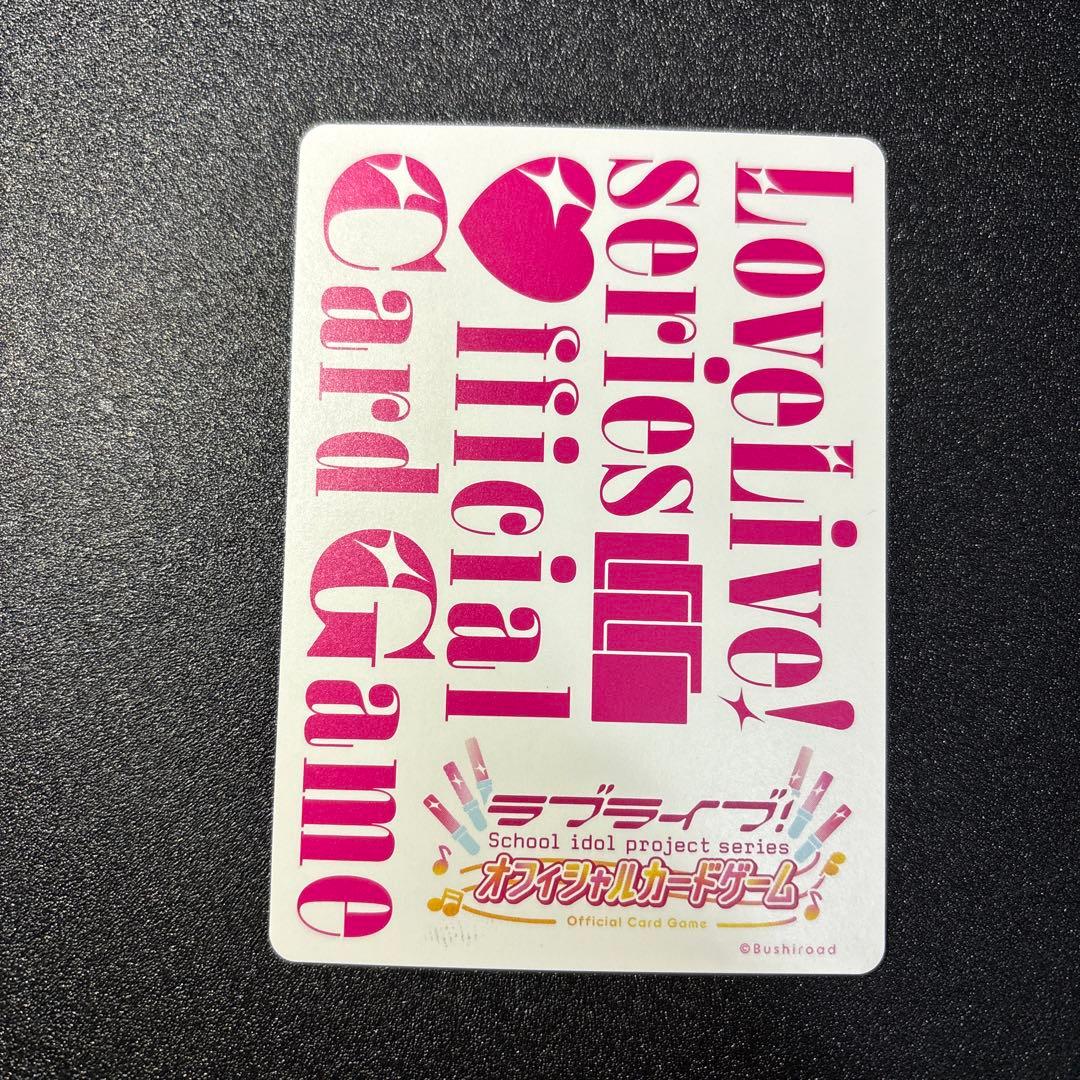 LoveLive!
series
Official
Card Game
ラブライブ!
School idol project series
オフィシャルカードゲーム
Official Card Game
©Bushiroad